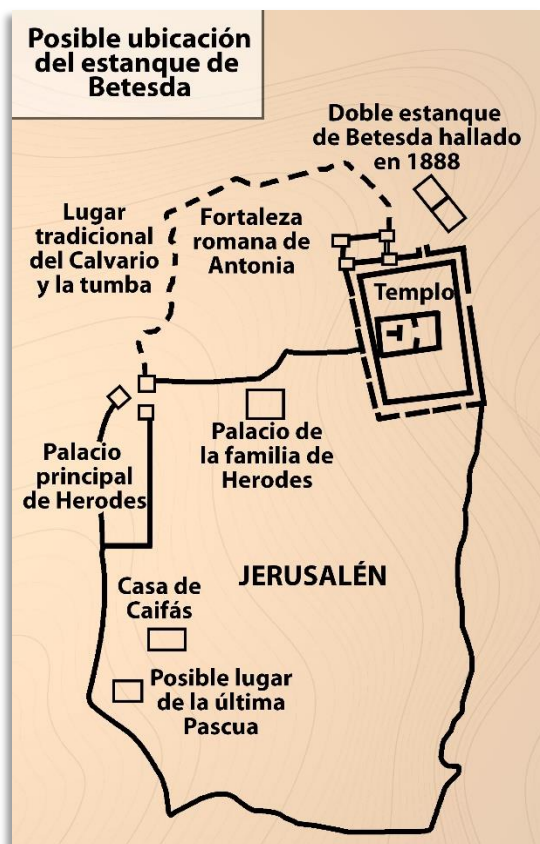 Posible ubicación
del estanque de
Betesda
Doble estanque
de Betesda hallado
en 1888
Lugar
tradicional
del Calvario
y la tumba
Fortaleza
romana de
Antonia
Templo
Palacio de
la familia de
Herodes
Palacio
principal
de Herodes
JERUSALÉN
Casa de
Caifás
Posible lugar
de la última
Pascua